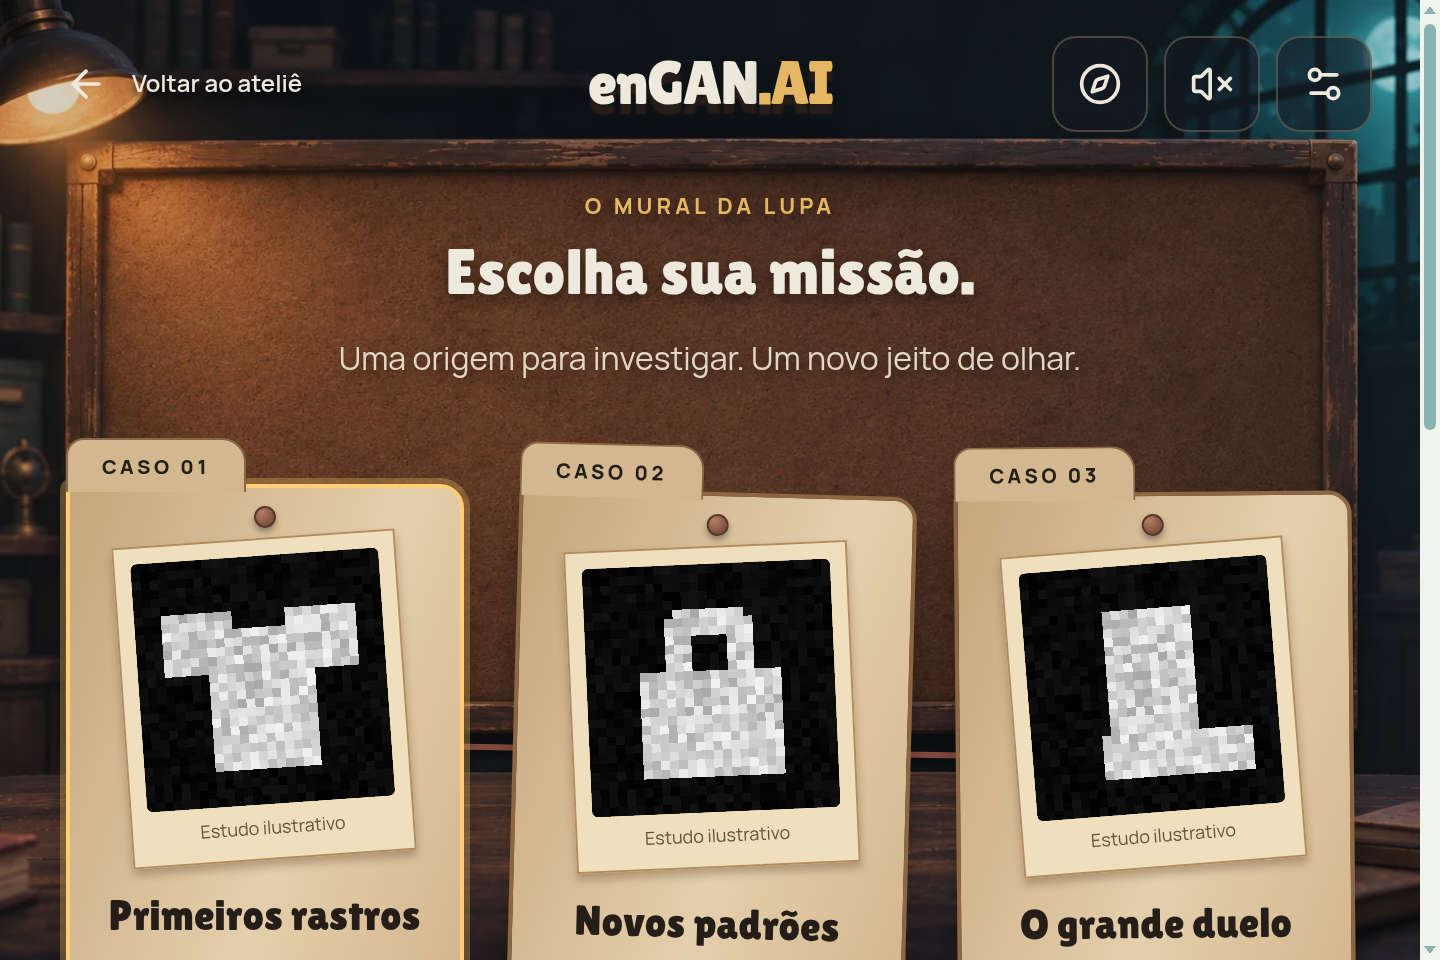 Voltar ao ateliê
enGAN.AI
O MURAL DA LUPA
Escolha sua missão.
Uma origem para investigar. Um novo jeito de olhar.
CASO 01
CASO 02
CASO 03
Estudo ilustrativo
Estudo ilustrativo
Estudo ilustrativo
Primeiros rastros
Novos padrões
O grande duelo